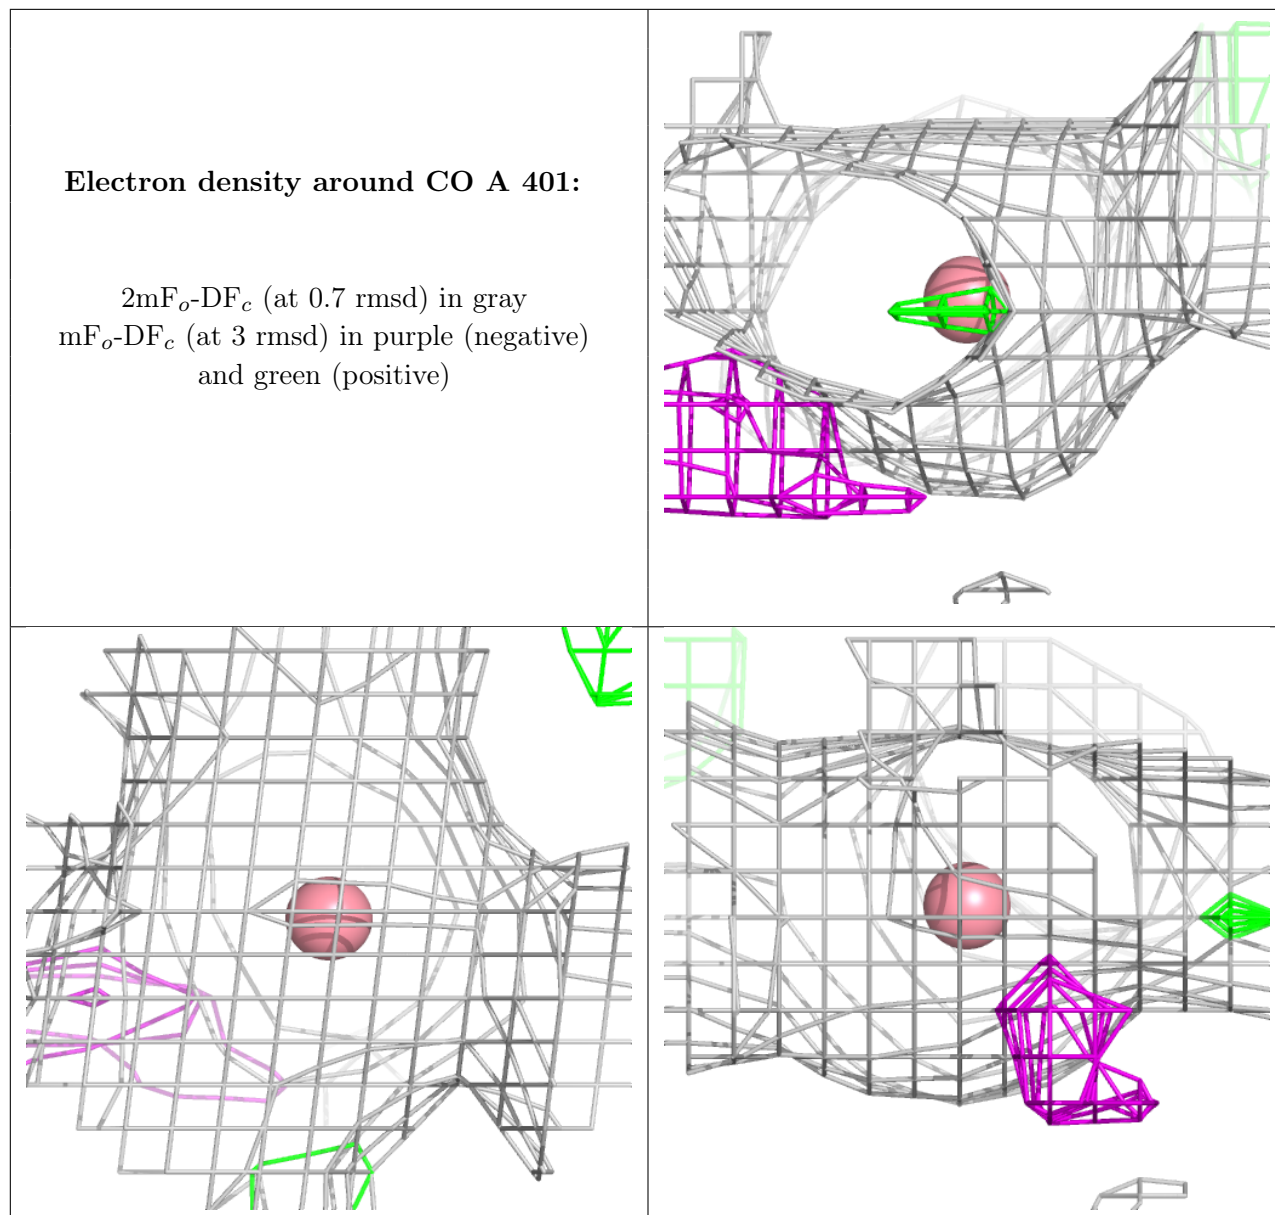 Electron density around CO A 401:
2mFo-DFc (at 0.7 rmsd) in gray
mFo-DFc (at 3 rmsd) in purple (negative)
and green (positive)